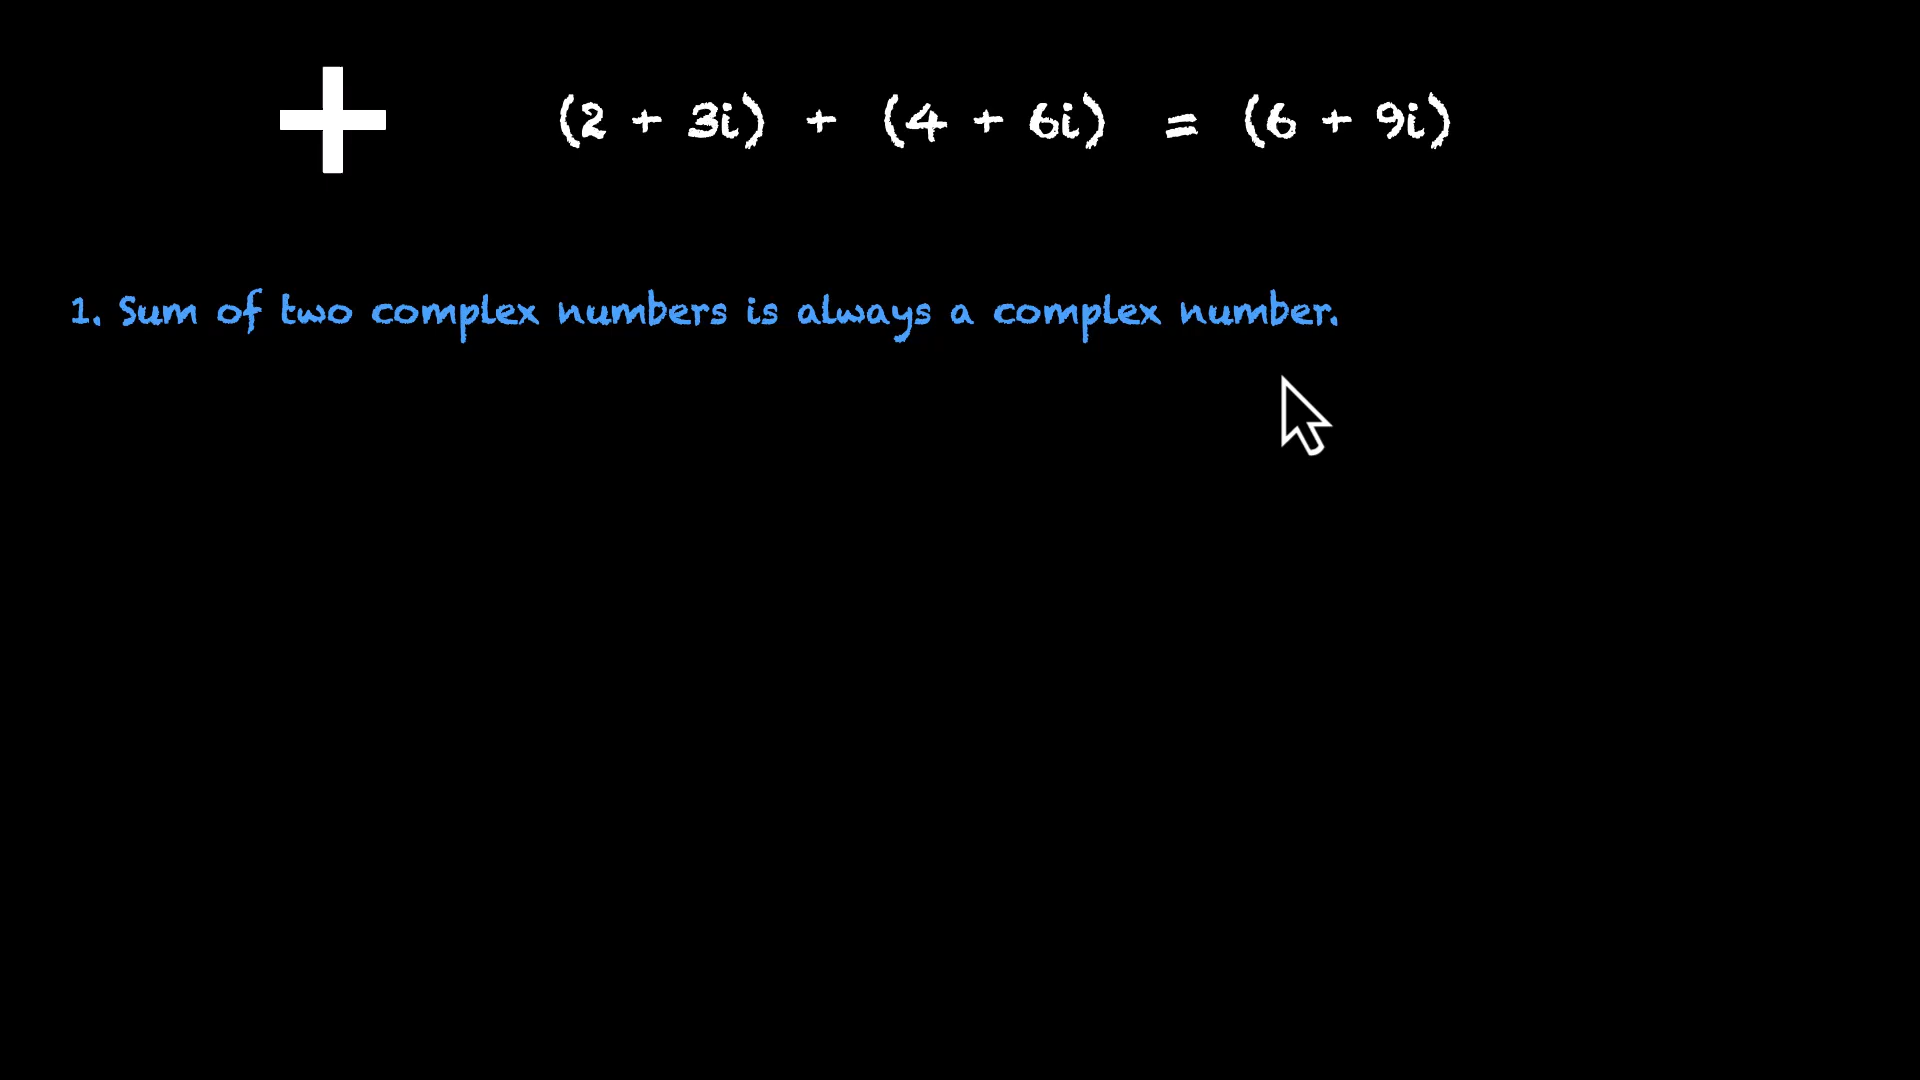 + (2 + 3i) + (4 + 6i) = (6 + 9i)
1. Sum of two complex numbers is always a complex number.